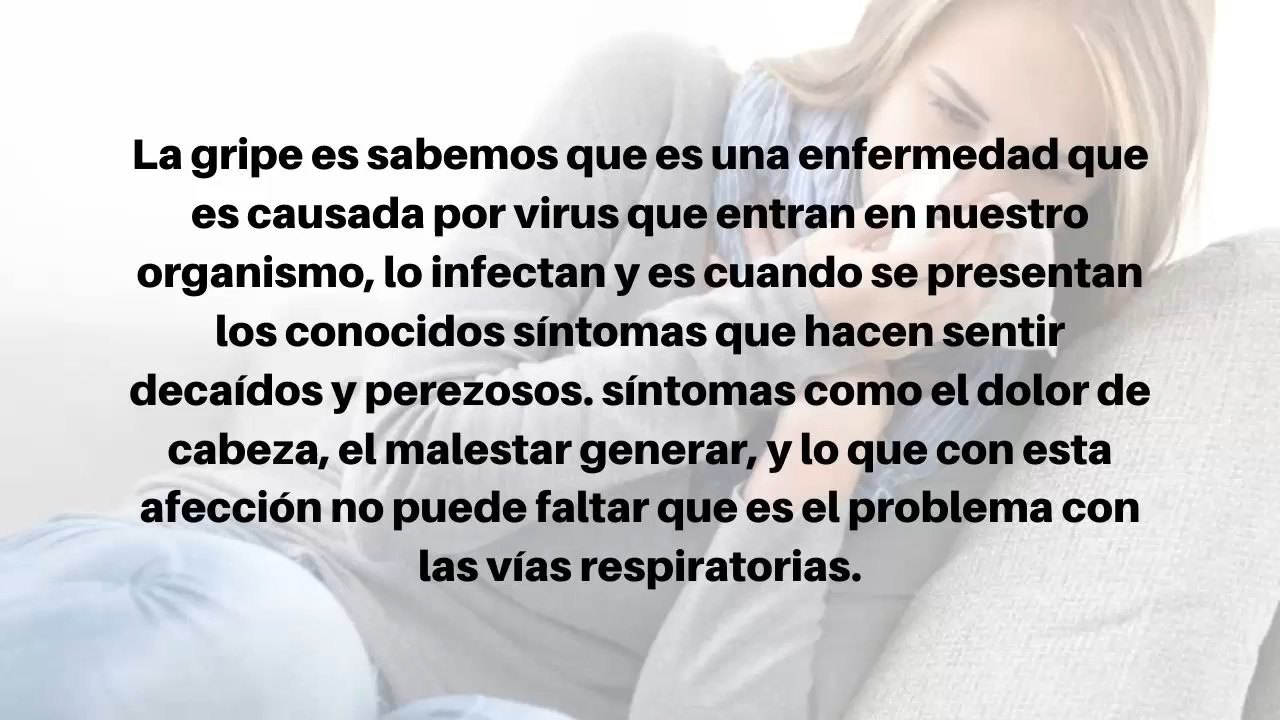 La gripe es sabemos que es una enfermedad que
es causada por virus que entran en nuestro
organismo, lo infectan y es cuando se presentan
los conocidos síntomas que hacen sentir
decaídos y perezosos. síntomas como el dolor de
cabeza, el malestar generar, y lo que con esta
afección no puede faltar que es el problema con
las vías respiratorias.